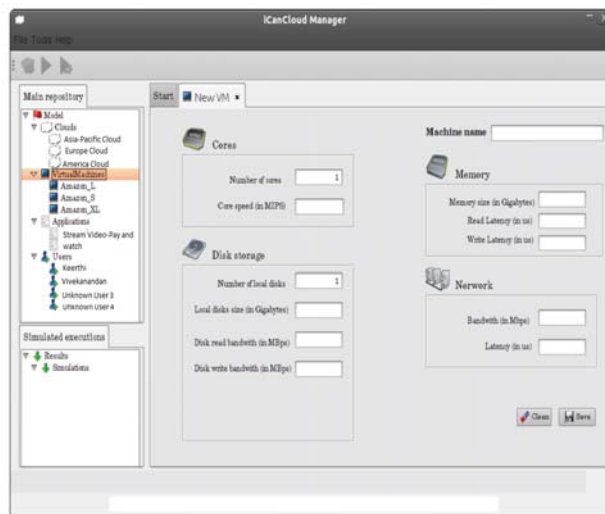 iCanCloud Manager
File Tools Help
Main repository
Model
Clouds
Asia-Pacific Cloud
Europe Cloud
America Cloud
VirtualMachines
Amazon_L
Amazon_S
Amazon_XL
Applications
Stream Video-Pay and
watch
Users
Keerthi
Vivekanandan
Unknown User 3
Unknown User 4
Simulated executions
Results
Simulations
Start
New VM
Cores
Number of cores 1
Core speed (in MIPS)
Disk storage
Number of local disks 1
Local disks size (in Gigabytes)
Disk read bandwith (in MBps)
Disk write bandwith (in MBps)
Machine name
Memory
Memory size (in Gigabytes)
Read Latency (in us)
Write Latency (in us)
Nerwork
Bandwith (in Mbps)
Latency (in us)
Clean
Save